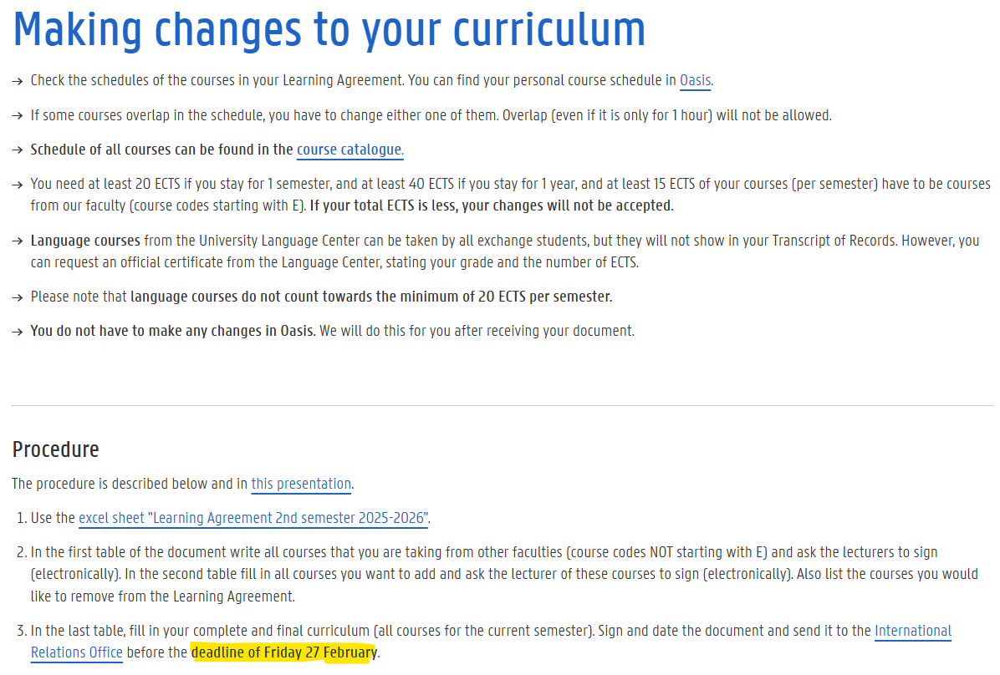 Making changes to your curriculum
→ Check the schedules of the courses in your Learning Agreement. You can find your personal course schedule in Oasis.
→ If some courses overlap in the schedule, you have to change either one of them. Overlap (even if it is only for 1 hour) will not be allowed.
→ Schedule of all courses can be found in the course catalogue.
→ You need at least 20 ECTS if you stay for 1 semester, and at least 40 ECTS if you stay for 1 year, and at least 15 ECTS of your courses (per semester) have to be courses
from our faculty (course codes starting with E). If your total ECTS is less, your changes will not be accepted.
→ Language courses from the University Language Center can be taken by all exchange students, but they will not show in your Transcript of Records. However, you
can request an official certificate from the Language Center, stating your grade and the number of ECTS.
→ Please note that language courses do not count towards the minimum of 20 ECTS per semester.
→ You do not have to make any changes in Oasis. We will do this for you after receiving your document.
Procedure
The procedure is described below and in this presentation.
1. Use the excel sheet "Learning Agreement 2nd semester 2025-2026".
2. In the first table of the document write all courses that you are taking from other faculties (course codes NOT starting with E) and ask the lecturers to sign
(electronically). In the second table fill in all courses you want to add and ask the lecturer of these courses to sign (electronically). Also list the courses you would
like to remove from the Learning Agreement.
3. In the last table, fill in your complete and final curriculum (all courses for the current semester). Sign and date the document and send it to the International
Relations Office before the deadline of Friday 27 February.